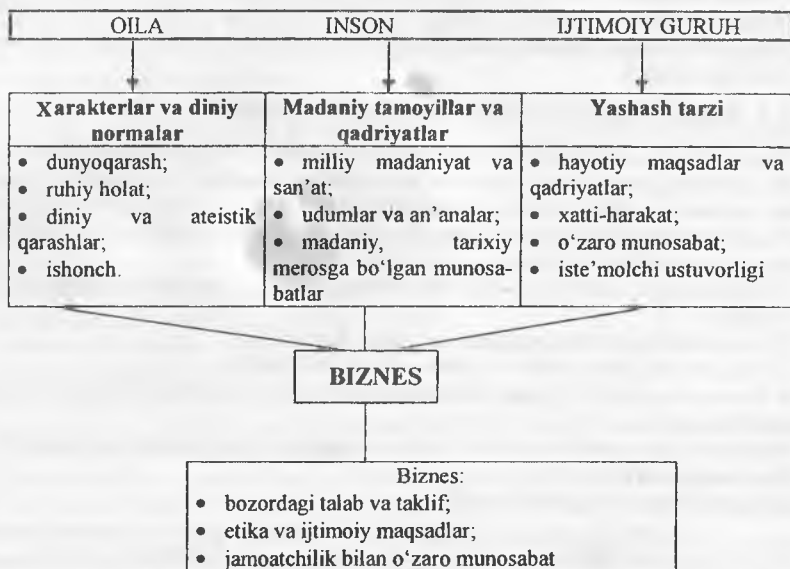 OILA INSON IJTIMOIY GURUH
Xarakterlar va diniy
normalar
• dunyoqarash;
• ruhiy holat;
• diniy va ateistik
qarashlar;
• ishonch.
Madaniy tamoyillar va
qadriyatlar
• milliy madaniyat va
san’at;
• udumlar va an’analar;
• madaniy, tarixiy
merosga bo‘lgan munosa-
batlar
Yashash tarzi
• hayotiy maqsadlar va
qadriyatlar;
• xatti-harakat;
• o‘zaro munosabat;
• iste’molchi ustuvorligi
BIZNES
Biznes:
• bozordagi talab va taklif;
• etika va ijtimoiy maqsadlar;
• jamoatchilik bilan o‘zaro munosabat